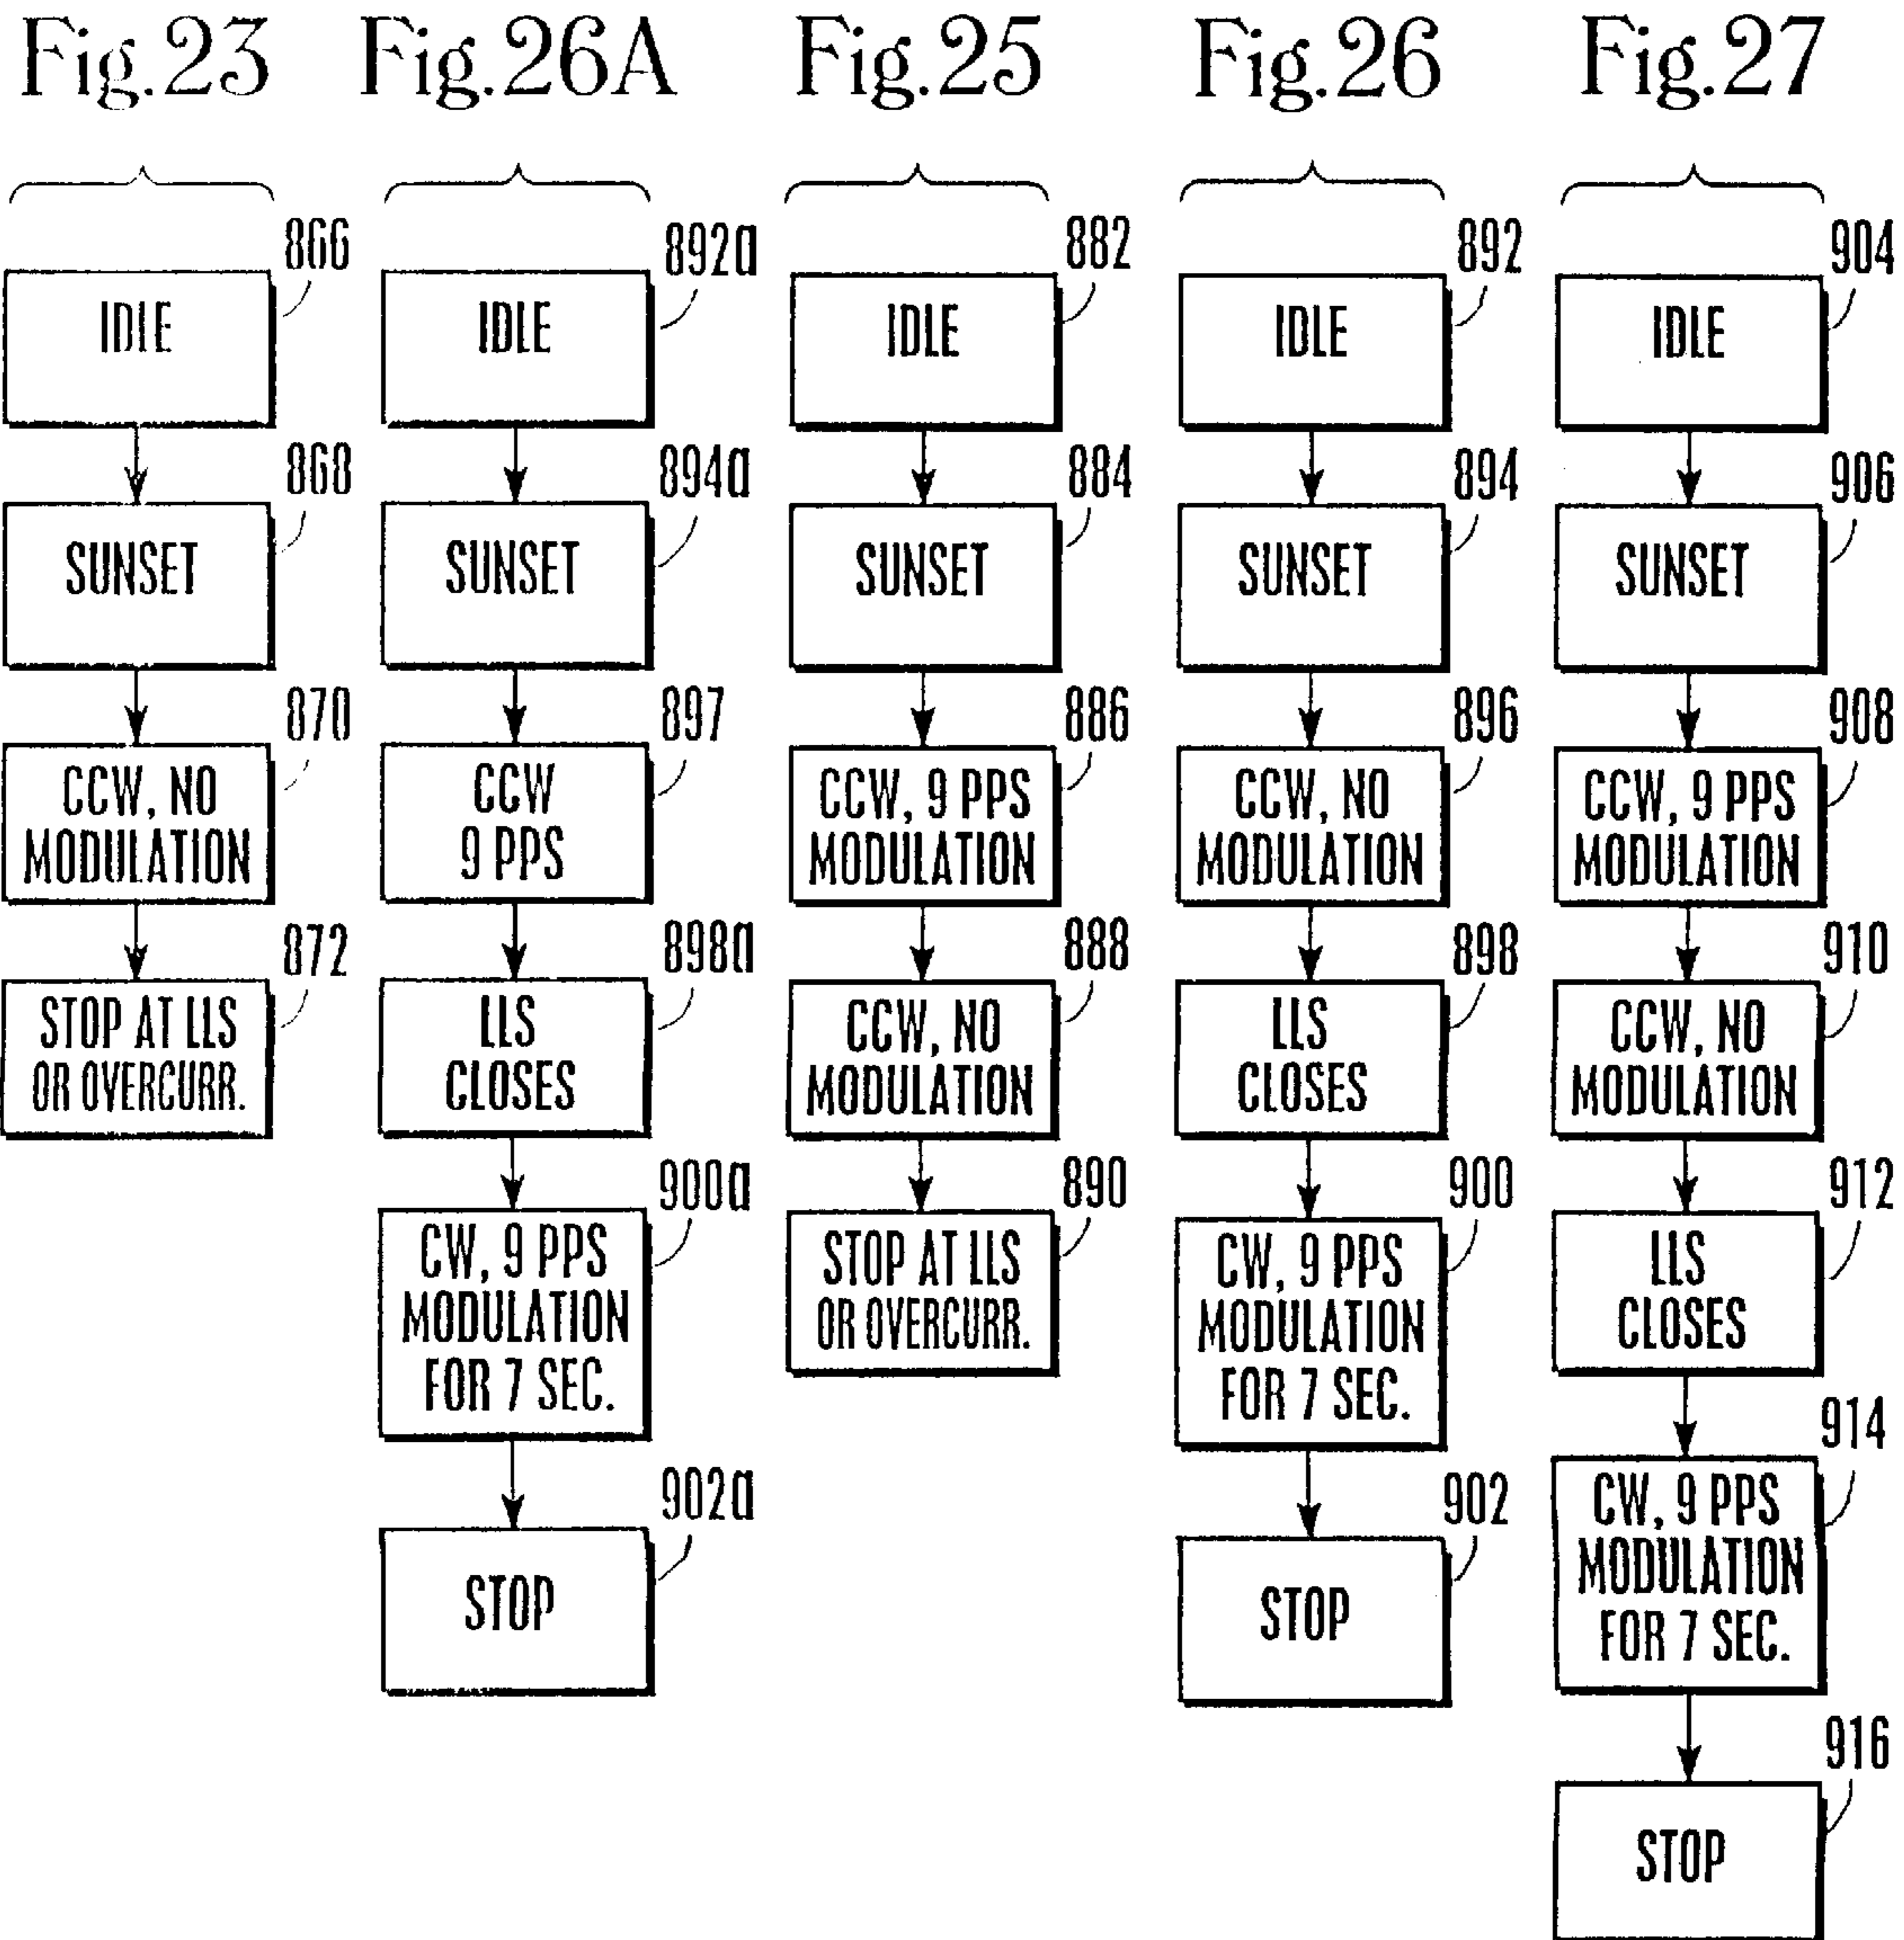 Fig.23
866
IDLE
868
SUNSET
870
CCW, NO
MODULATION
872
STOP AT LLS
OR OVERCURR.
Fig.26A
892a
IDLE
894a
SUNSET
897
CCW
9 PPS
898a
LLS
CLOSES
900a
CW, 9 PPS
MODULATION
FOR 7 SEC.
902a
STOP
Fig.25
882
IDLE
884
SUNSET
886
CCW, 9 PPS
MODULATION
888
CCW, NO
MODULATION
890
STOP AT LLS
OR OVERCURR.
Fig.26
892
IDLE
894
SUNSET
896
CCW, NO
MODULATION
898
LLS
CLOSES
900
CW, 9 PPS
MODULATION
FOR 7 SEC.
902
STOP
Fig.27
904
IDLE
906
SUNSET
908
CCW, 9 PPS
MODULATION
910
CCW, NO
MODULATION
912
LLS
CLOSES
914
CW, 9 PPS
MODULATION
FOR 7 SEC.
916
STOP